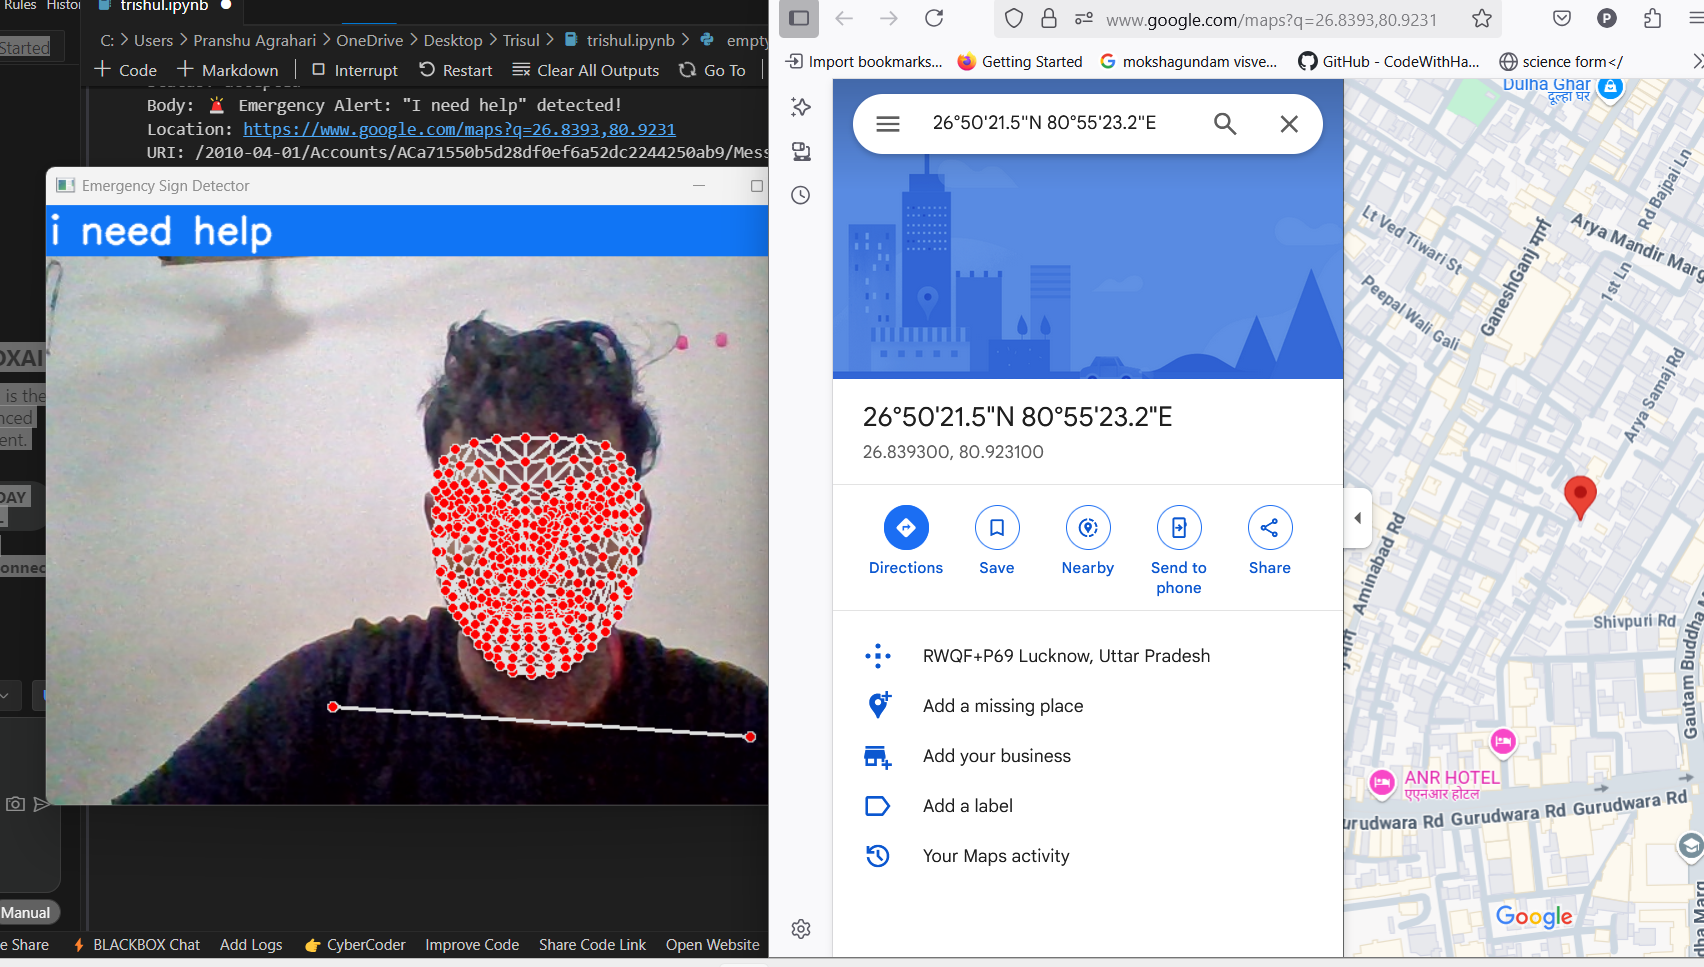 Rules Histor
trishul.ipynb
Started
C: > Users > Pranshu Agrahari > OneDrive > Desktop > Trisul > trishul.ipynb > empty
+ Code + Markdown Interrupt Restart Clear All Outputs Go To
Body: 🚨 Emergency Alert: "I need help" detected!
Location: https://www.google.com/maps?q=26.8393,80.9231
URI: /2010-04-01/Accounts/ACa71550b5d28df0ef6a52dc2244250ab9/Mess
Emergency Sign Detector
i need help
OXAI
is the
nced
ent.
DAY
onnec
Manual
e Share
BLACKBOX Chat Add Logs 👉 CyberCoder Improve Code Share Code Link Open Website
www.google.com/maps?q=26.8393,80.9231
P
Import bookmarks... Getting Started mokshagundam visve... GitHub - CodeWithHa... science form</
26°50'21.5"N 80°55'23.2"E
26°50'21.5"N 80°55'23.2"E
26.839300, 80.923100
Directions Save Nearby Send to phone Share
RWQF+P69 Lucknow, Uttar Pradesh
Add a missing place
Add your business
Add a label
Your Maps activity
Dulha Ghar
दूल्हा घर
Rd Bajpai Ln
Lt Ved Tiwari St
GaneshGanj मार्ग
Arya Mandir Marg
1st Ln
Peepal Wali Gali
Arya Samaj Rd
Aminabad Rd
Shivpuri Rd
Gautam Buddha
ANR HOTEL
एएनआर होटल
urudwara Rd Gurudwara Rd Gurudwara Rd
Google